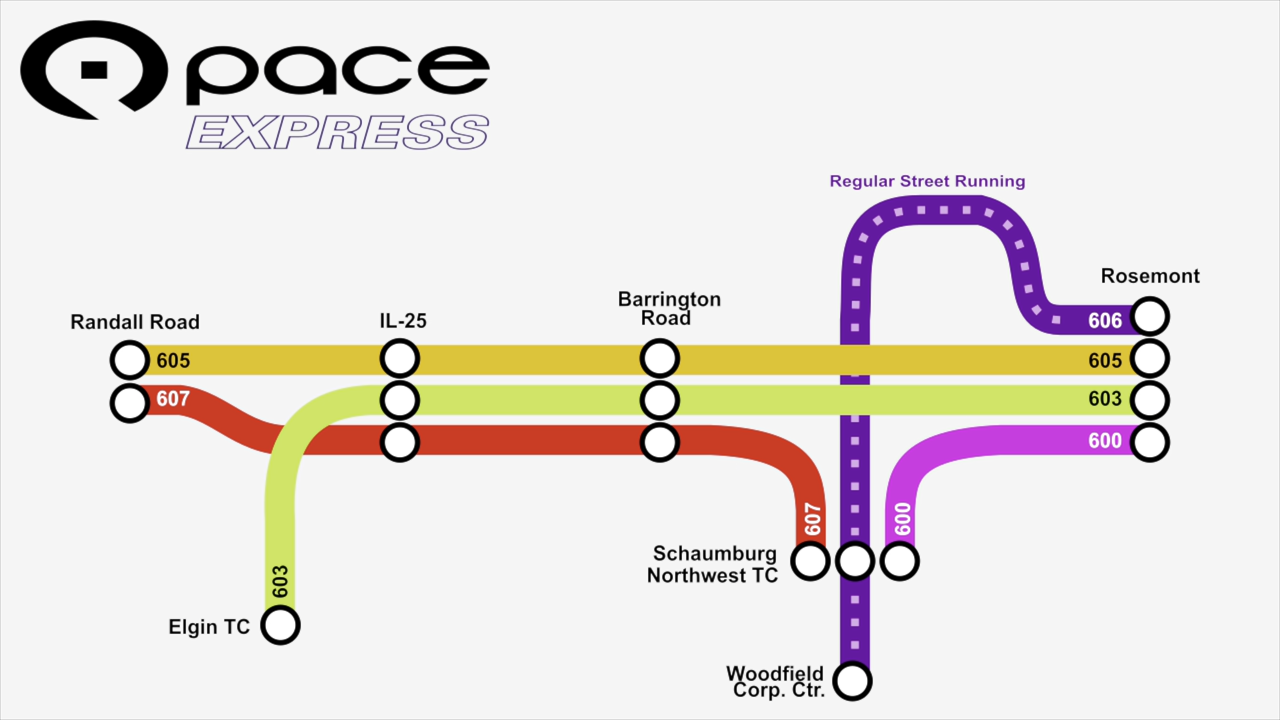 pace
EXPRESS
Regular Street Running
Rosemont
Barrington
Road
Randall Road
IL-25
606
605
605
607
603
600
607
600
Schaumburg
Northwest TC
603
Elgin TC
Woodfield
Corp. Ctr.